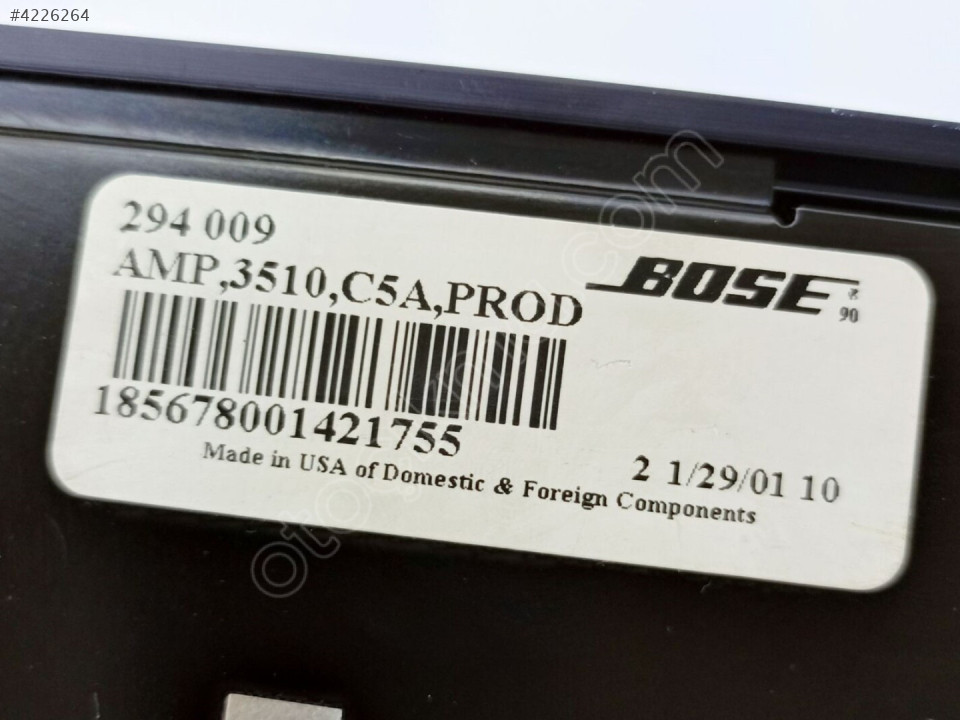 #4226264
294 009
AMP,3510,C5A,PROD
BOSE ®
90
185678001421755
2 1/29/01 10
Made in USA of Domestic & Foreign Components